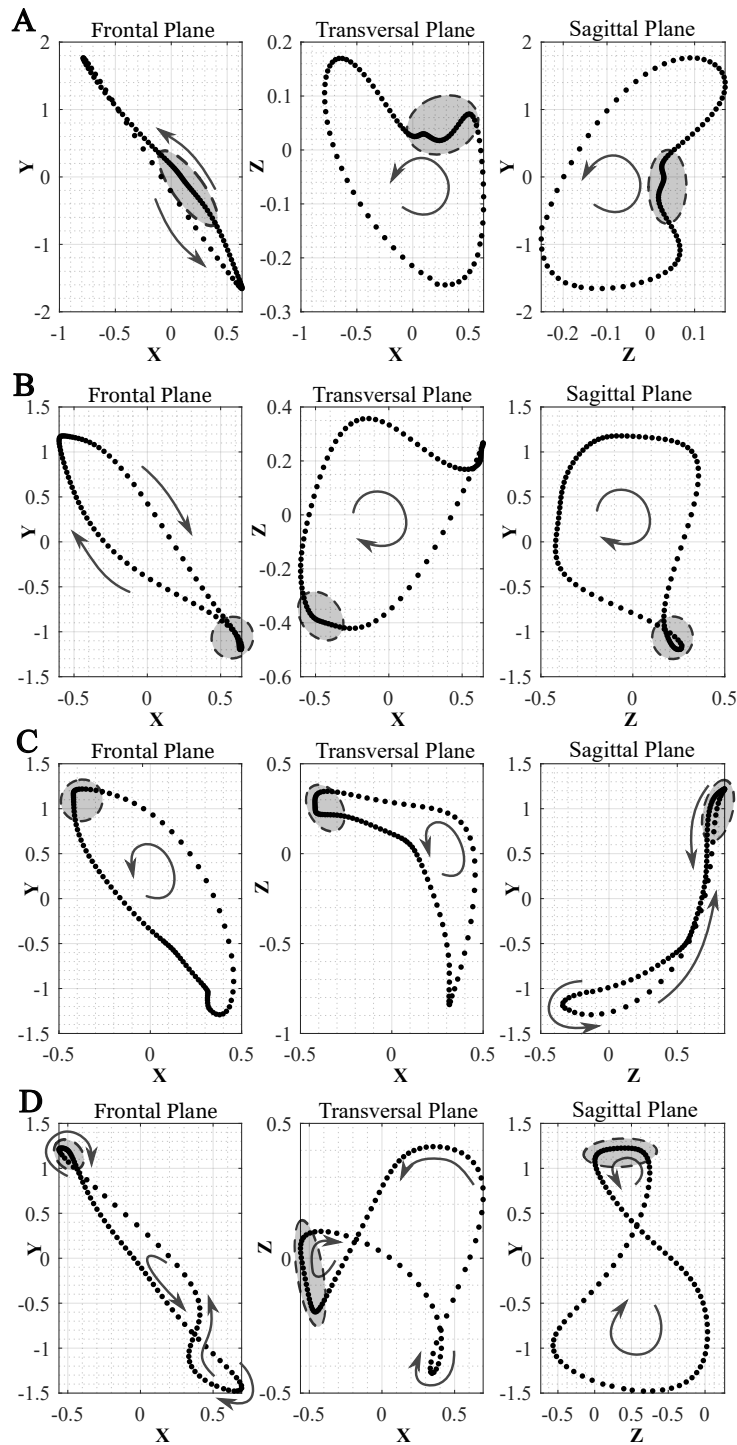 A
Frontal Plane
2
1
0
-1
-2
Y
-1 -0.5 0 0.5
X
Transversal Plane
0.2
0.1
0
-0.1
-0.2
-0.3
Z
-1 -0.5 0 0.5
X
Sagittal Plane
2
1
0
-1
-2
Y
-0.2 -0.1 0 0.1
Z
B
Frontal Plane
1.5
1
0.5
0
-0.5
-1
-1.5
Y
-0.5 0 0.5
X
Transversal Plane
0.4
0.2
0
-0.2
-0.4
-0.6
Z
-0.5 0 0.5
X
Sagittal Plane
1.5
1
0.5
0
-0.5
-1
-1.5
Y
-0.5 0 0.5
Z
C
Frontal Plane
1.5
1
0.5
0
-0.5
-1
-1.5
Y
0 0.5
X
Transversal Plane
0.5
0
-1
Z
-0.5 0 0.5
X
Sagittal Plane
1.5
1
0.5
0
-0.5
-1
-1.5
Y
-0.5 0 0.5
Z
D
Frontal Plane
1.5
1
0.5
0
-0.5
-1
-1.5
Y
-0.5 0 0.5
X
Transversal Plane
0.5
0
-0.5
Z
-0.5 0 0.5
X
Sagittal Plane
1.5
1
0.5
0
-0.5
-1
-1.5
Y
-0.5 0 0.5 0 0.5
Z